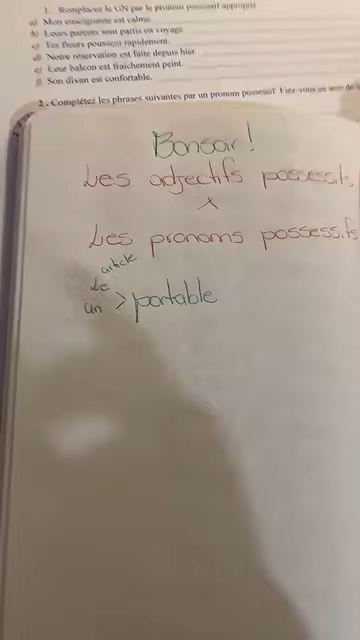 1. Remplacez le GN par le pronom possessif approprié
a) Mon enseignante est calme.
b) Leurs parents sont partis en voyage
c) Tes fleurs poussent rapidement.
d) Notre réservation est faite depuis hier
e) Leur balcon est fraîchement peint.
f) Son divan est confortable.
2. Complétez les phrases suivantes par un pronom possessif
Bonsoir!
Les adjectifs possessifs
x
Les pronoms possessifs
article
Le
un > portable